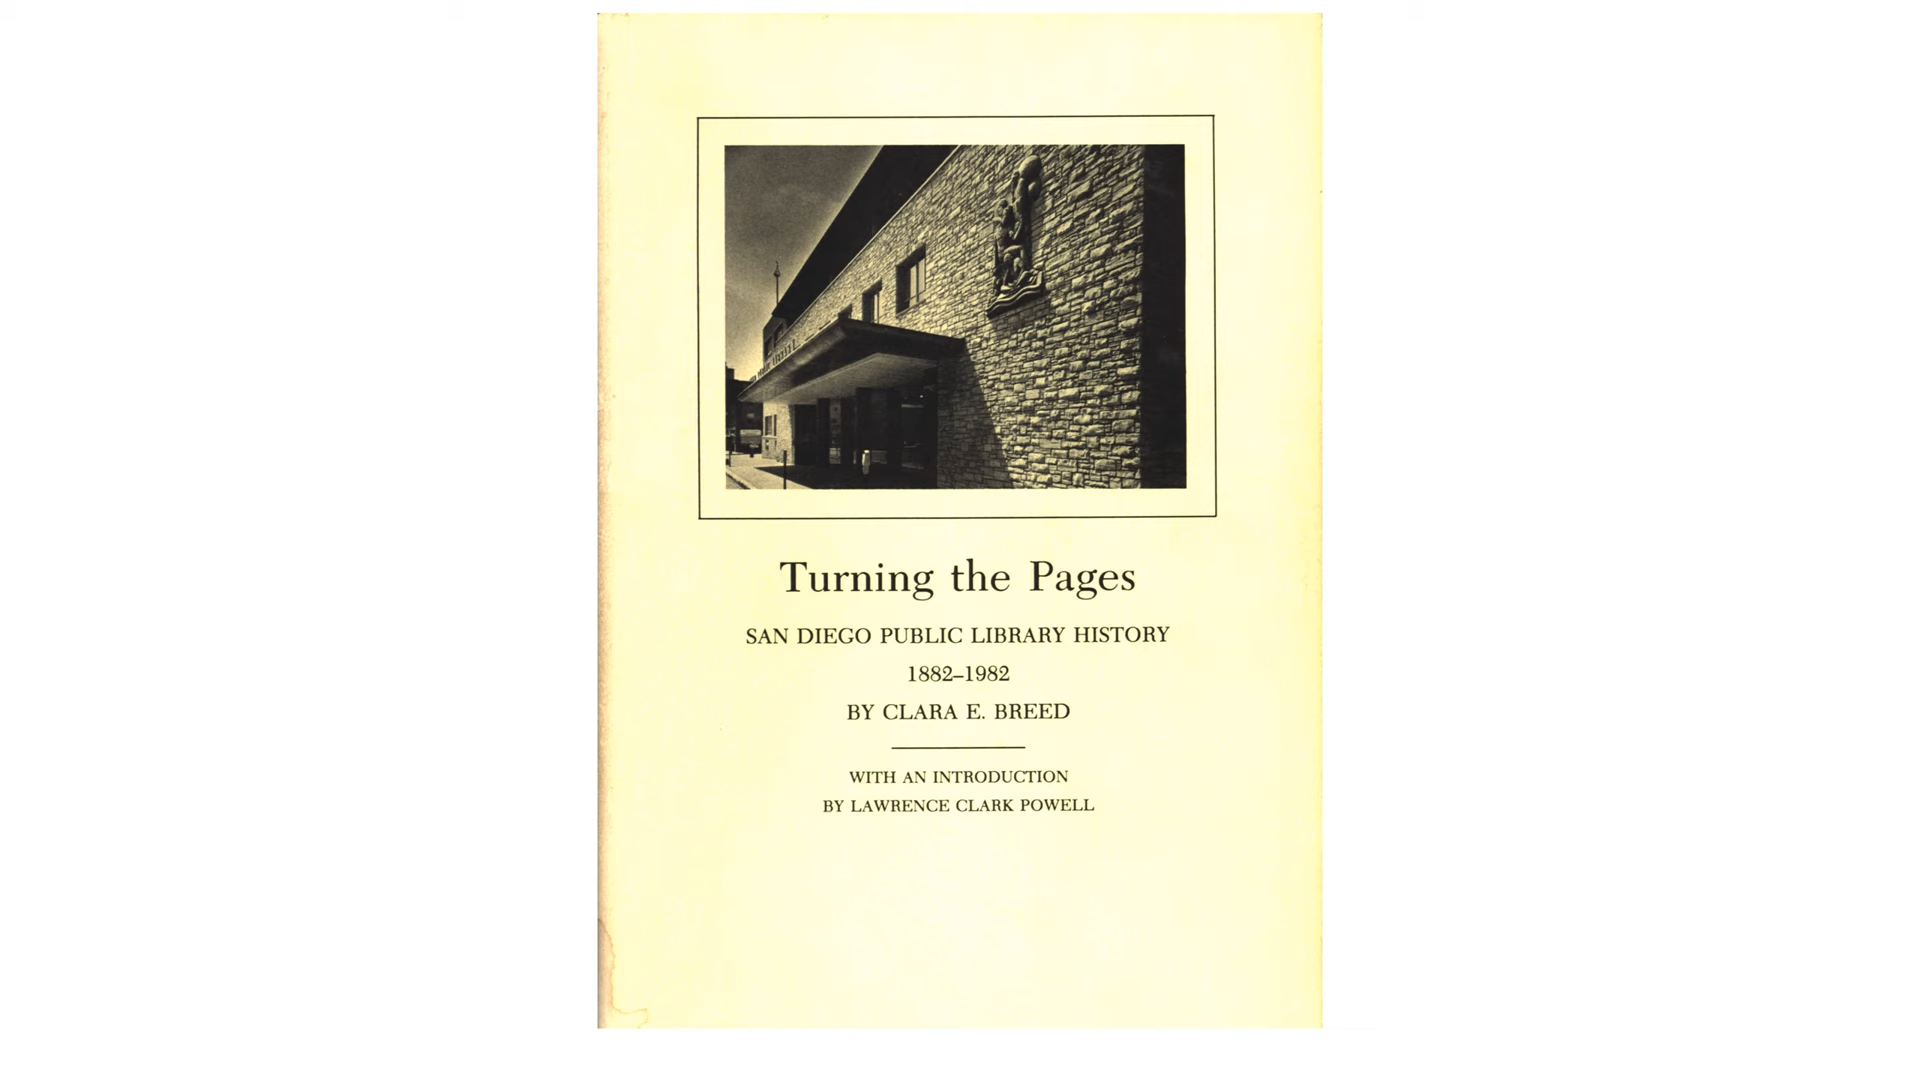 Turning the Pages
SAN DIEGO PUBLIC LIBRARY HISTORY
1882–1982
BY CLARA E. BREED
WITH AN INTRODUCTION
BY LAWRENCE CLARK POWELL